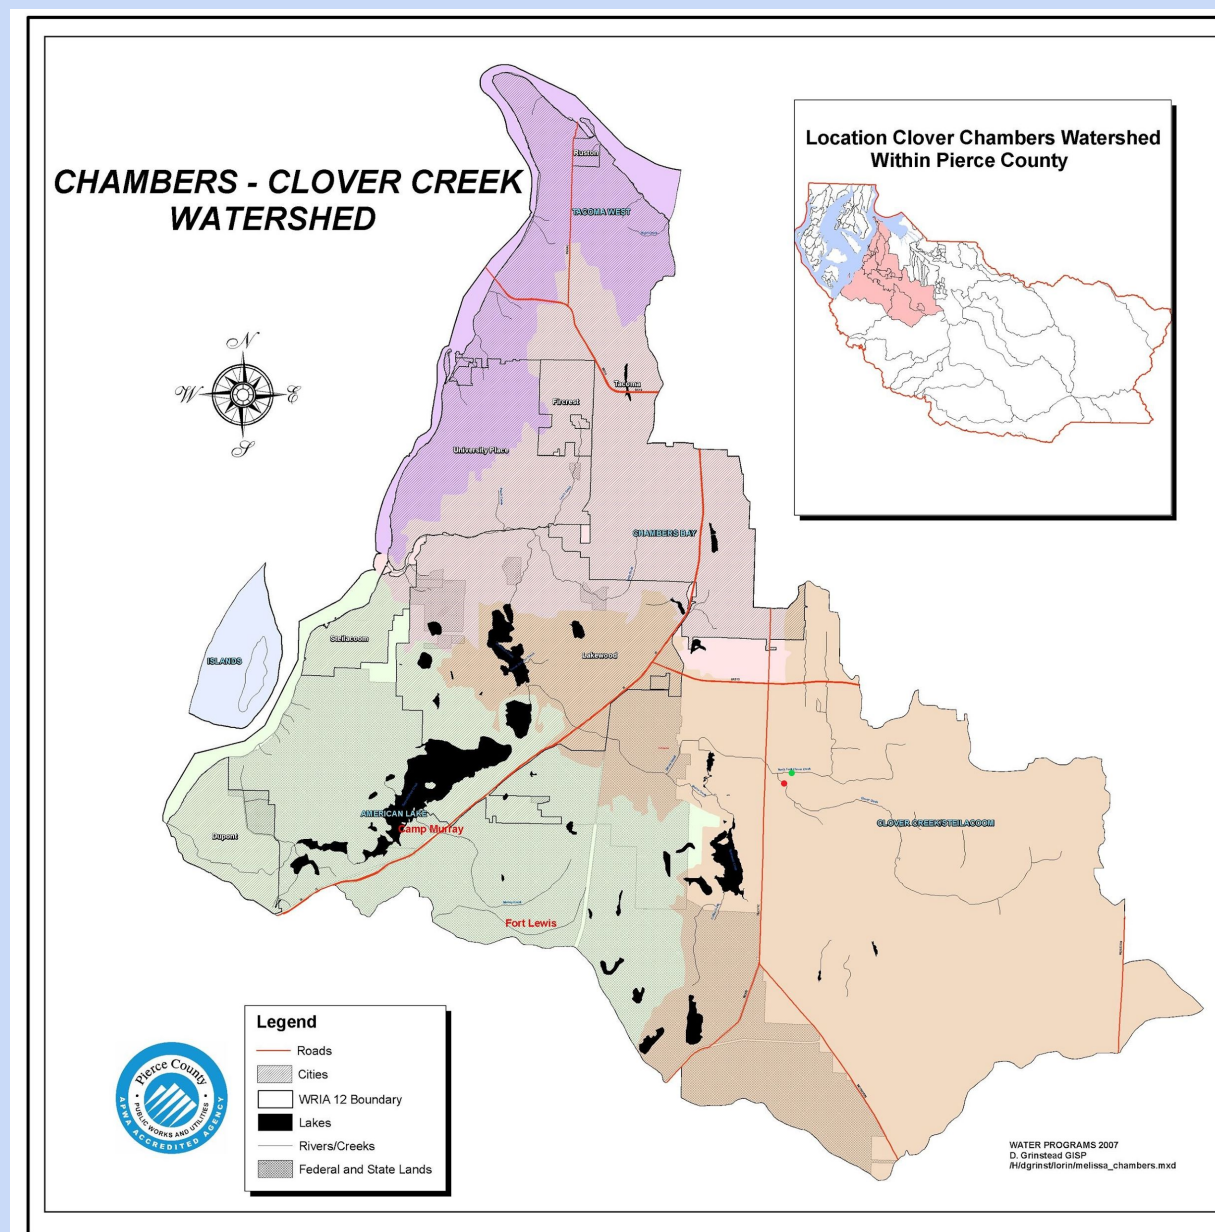 CHAMBERS - CLOVER CREEK
WATERSHED
Location Clover Chambers Watershed
Within Pierce County
Ruston
TACOMA WEST
N
W
E
S
Tacoma
Fircrest
University Place
CHAMBERS BAY
Steilacoom
Lakewood
ISLANDS
AMERICAN LAKE
Camp Murray
Dupont
CLOVER CREEK/STEILACOOM
Fort Lewis
Legend
Roads
Cities
WRIA 12 Boundary
Lakes
Rivers/Creeks
Federal and State Lands
Pierce County
PUBLIC WORKS AND UTILITIES
APWA ACCREDITED AGENCY
WATER PROGRAMS 2007
D. Grinstead GISP
/H/dgrinst/lorin/melissa_chambers.mxd